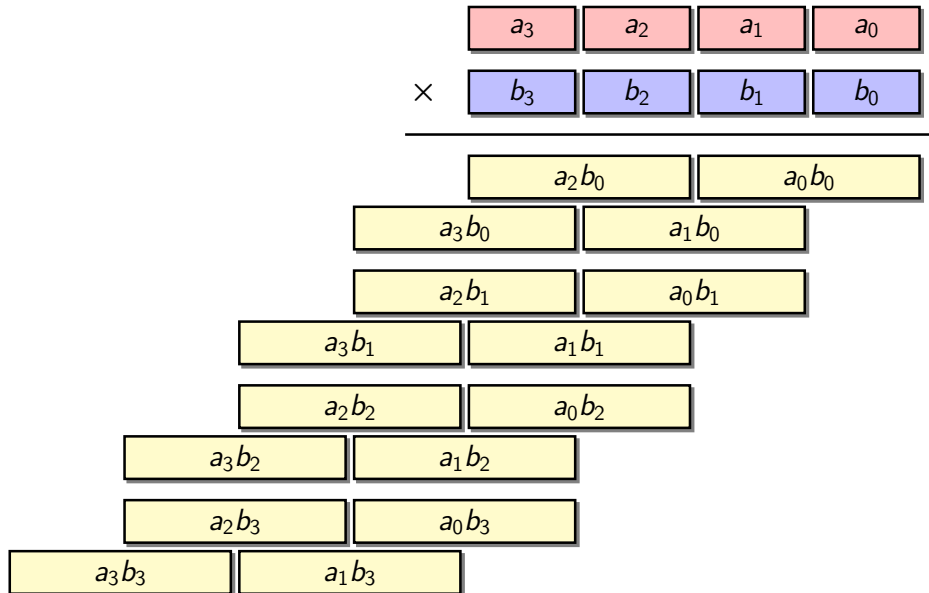 a₃ a₂ a₁ a₀
× b₃ b₂ b₁ b₀
a₂b₀ a₀b₀
a₃b₀ a₁b₀
a₂b₁ a₀b₁
a₃b₁ a₁b₁
a₂b₂ a₀b₂
a₃b₂ a₁b₂
a₂b₃ a₀b₃
a₃b₃ a₁b₃